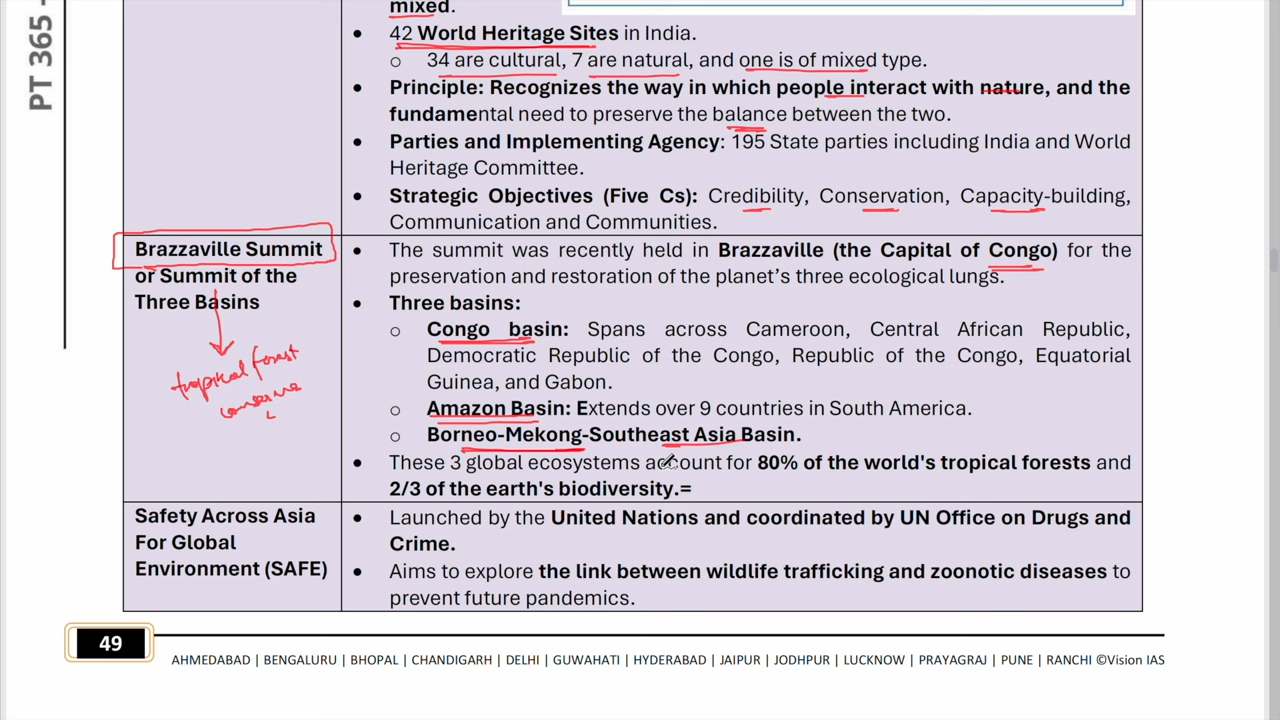 PT 365 -
mixed.
• 42 World Heritage Sites in India.
o 34 are cultural, 7 are natural, and one is of mixed type.
• Principle: Recognizes the way in which people interact with nature, and the
fundamental need to preserve the balance between the two.
• Parties and Implementing Agency: 195 State parties including India and World
Heritage Committee.
• Strategic Objectives (Five Cs): Credibility, Conservation, Capacity-building,
Communication and Communities.
Brazzaville Summit
or Summit of the
Three Basins
tropical forest
conserve
• The summit was recently held in Brazzaville (the Capital of Congo) for the
preservation and restoration of the planet's three ecological lungs.
• Three basins:
o Congo basin: Spans across Cameroon, Central African Republic,
Democratic Republic of the Congo, Republic of the Congo, Equatorial
Guinea, and Gabon.
o Amazon Basin: Extends over 9 countries in South America.
o Borneo-Mekong-Southeast Asia Basin.
• These 3 global ecosystems account for 80% of the world's tropical forests and
2/3 of the earth's biodiversity.=
Safety Across Asia
For Global
Environment (SAFE)
• Launched by the United Nations and coordinated by UN Office on Drugs and
Crime.
• Aims to explore the link between wildlife trafficking and zoonotic diseases to
prevent future pandemics.
49
AHMEDABAD | BENGALURU | BHOPAL | CHANDIGARH | DELHI | GUWAHATI | HYDERABAD | JAIPUR | JODHPUR | LUCKNOW | PRAYAGRAJ | PUNE | RANCHI ©Vision IAS